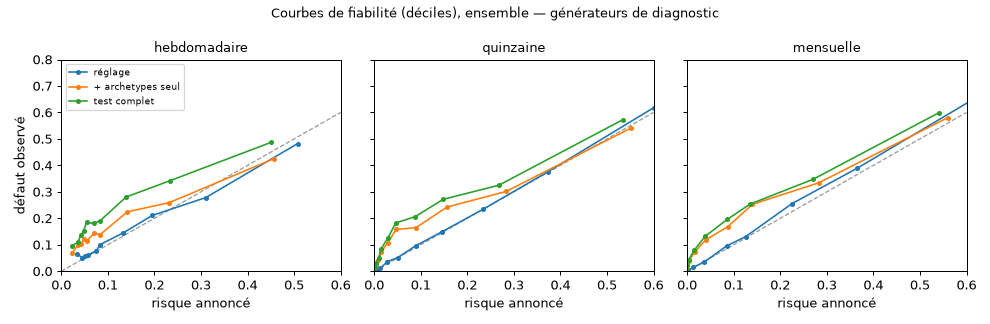 Courbes de fiabilité (déciles), ensemble — générateurs de diagnostic
hebdomadaire
quinzaine
mensuelle
défaut observé
0.8
0.7
0.6
0.5
0.4
0.3
0.2
0.1
0.0
réglage
+ archetypes seul
test complet
0.0 0.1 0.2 0.3 0.4 0.5 0.6
0.0 0.1 0.2 0.3 0.4 0.5 0.6
0.0 0.1 0.2 0.3 0.4 0.5 0.6
risque annoncé
risque annoncé
risque annoncé